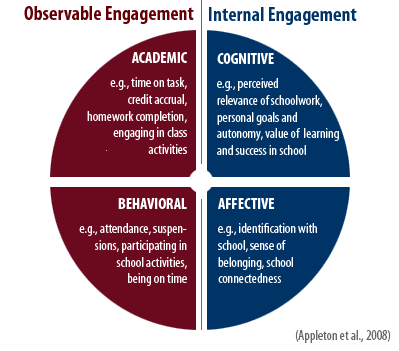 Observable Engagement
Internal Engagement
ACADEMIC
e.g., time on task,
credit accrual,
homework completion,
engaging in class
activities
COGNITIVE
e.g., perceived
relevance of schoolwork,
personal goals and
autonomy, value of learning
and success in school
BEHAVIORAL
e.g., attendance, suspen-
sions, participating in
school activities,
being on time
AFFECTIVE
e.g., identification with
school, sense of
belonging, school
connectedness
(Appleton et al., 2008)